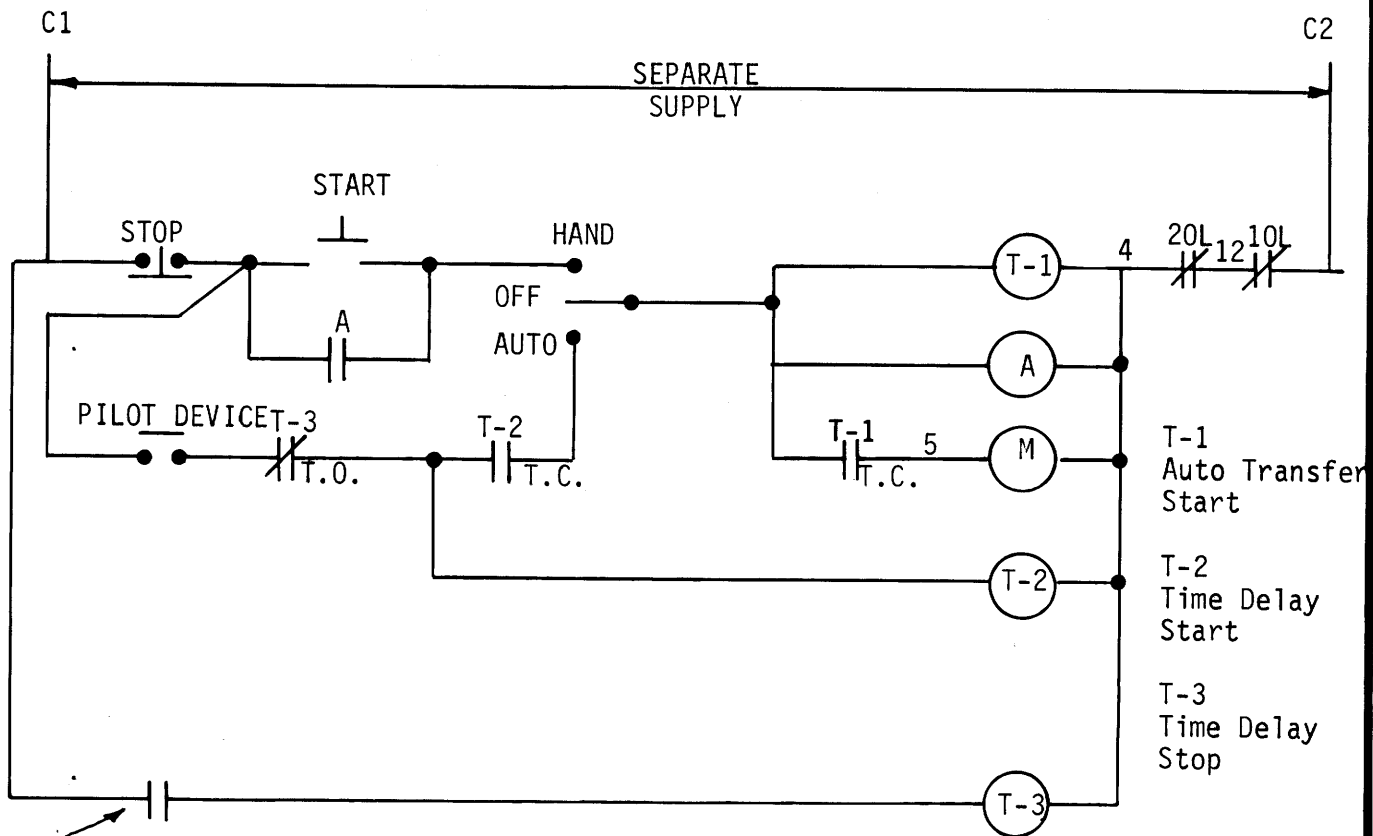 C1
C2
SEPARATE
SUPPLY
START
STOP
HAND
OFF
AUTO
A
T-1
4
20L
12
10L
A
PILOT DEVICE
T-3
T.O.
T-2
T.C.
T-1
T.C.
5
M
T-1
Auto Transfer
Start
T-2
T-2
Time Delay
Start
T-3
Time Delay
Stop
T-3